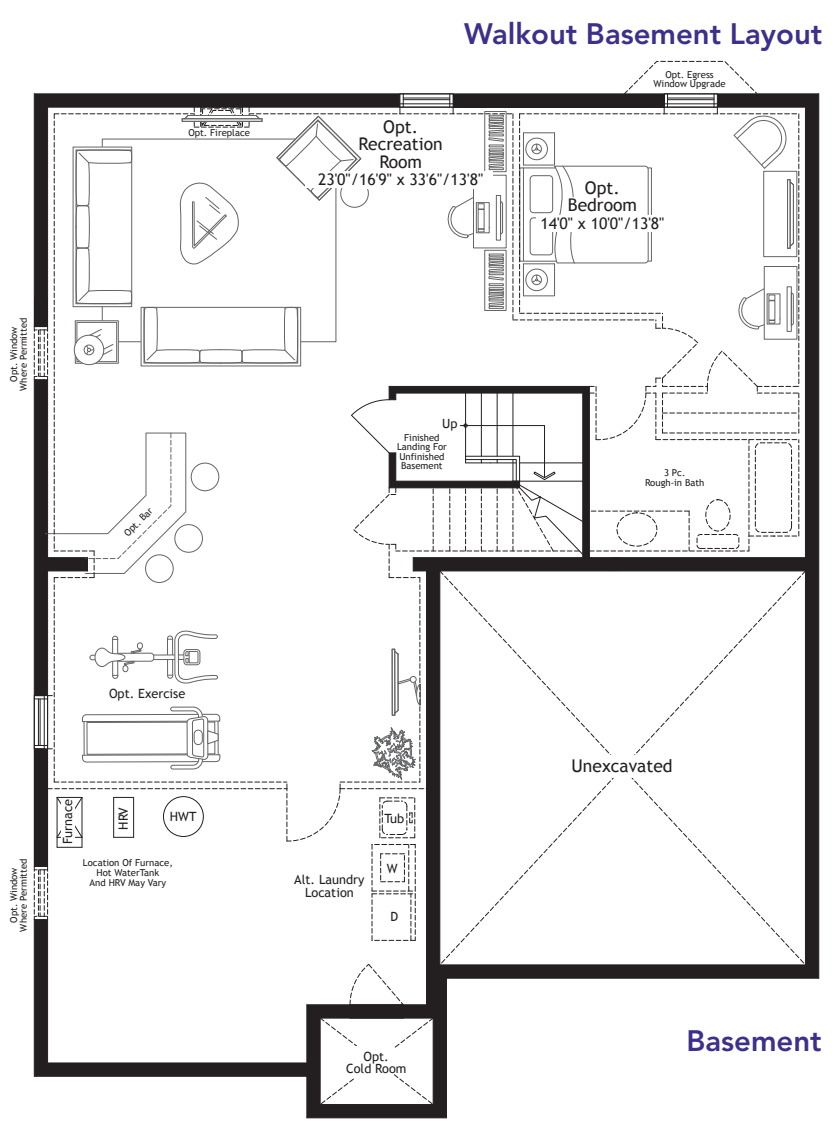 Walkout Basement Layout
Opt. Egress
Window Upgrade
Opt. Fireplace
Opt.
Recreation
Room
23'0"/16'9" x 33'6"/13'8"
Opt.
Bedroom
14'0" x 10'0"/13'8"
Opt. Window
Where Permitted
Up
Finished
Landing For
Unfinished
Basement
3 Pc.
Rough-in Bath
Opt. Bar
Opt. Exercise
Unexcavated
Furnace
HRV
HWT
Tub
Location Of Furnace,
Hot WaterTank
And HRV May Vary
Alt. Laundry
Location
W
D
Opt. Window
Where Permitted
Opt.
Cold Room
Basement